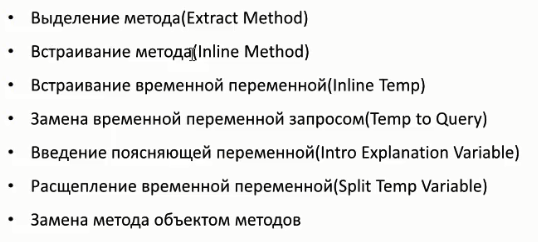 • Выделение метода(Extract Method)
• Встраивание метода(Inline Method)
• Встраивание временной переменной(Inline Temp)
• Замена временной переменной запросом(Temp to Query)
• Введение поясняющей переменной(Intro Explanation Variable)
• Расщепление временной переменной(Split Temp Variable)
• Замена метода объектом методов